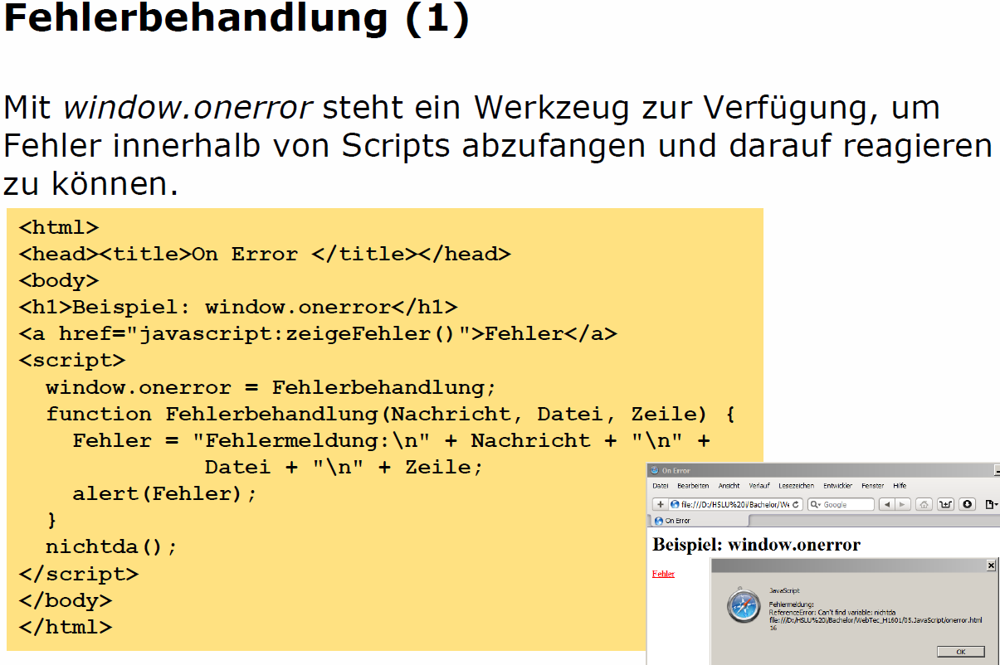 Fehlerbehandlung (1)
Mit window.onerror steht ein Werkzeug zur Verfügung, um
Fehler innerhalb von Scripts abzufangen und darauf reagieren
zu können.
<html>
<head><title>On Error </title></head>
<body>
<h1>Beispiel: window.onerror</h1>
<a href="javascript:zeigeFehler()">Fehler</a>
<script>
window.onerror = Fehlerbehandlung;
function Fehlerbehandlung(Nachricht, Datei, Zeile) {
Fehler = "Fehlermeldung:\n" + Nachricht + "\n" +
Datei + "\n" + Zeile;
alert(Fehler);
}
nichtda();
</script>
</body>
</html>
On Error
Datei Bearbeiten Ansicht Verlauf Lesezeichen Entwickler Fenster Hilfe
file:///D:/HSLU%20i/Bachelor/We Google
On Error
Beispiel: window.onerror
Fehler
JavaScript
Fehlermeldung:
ReferenceError: Can't find variable: nichtda
file:///D:/HSLU%20i/Bachelor/WebTec_H1601/05.JavaScript/onerror.html
16
OK